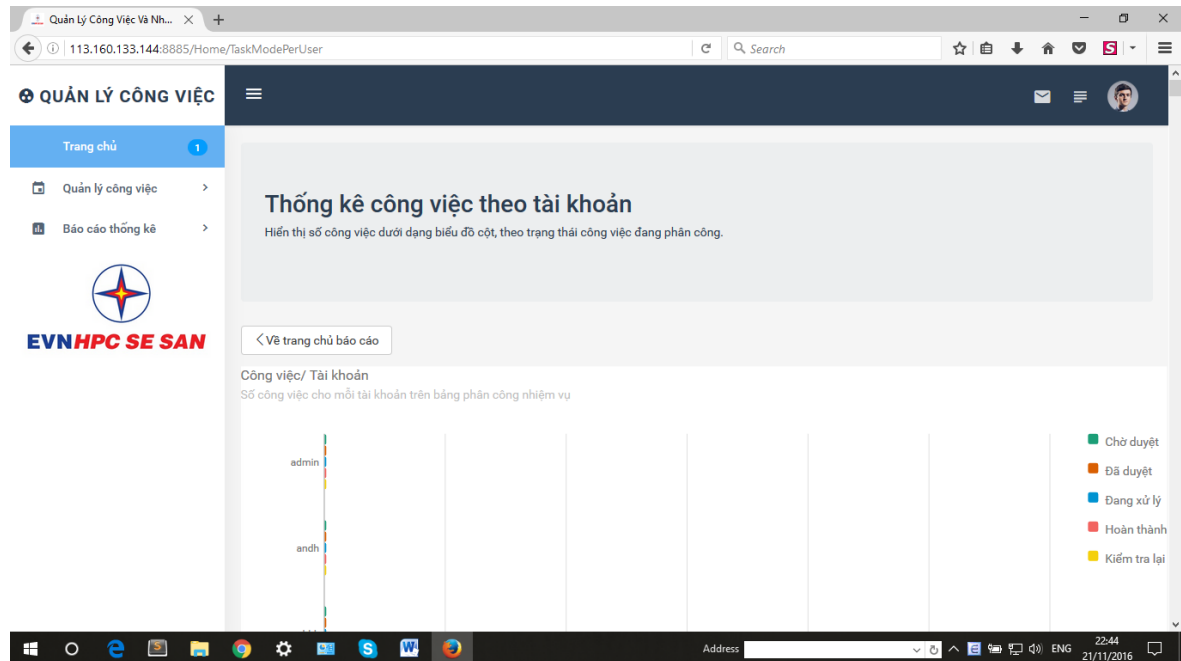 Quản Lý Công Việc Và Nh...
113.160.133.144:8885/Home/TaskModePerUser
Search
QUẢN LÝ CÔNG VIỆC
Trang chủ
1
Quản lý công việc
Báo cáo thống kê
EVNHPC SE SAN
Thống kê công việc theo tài khoản
Hiển thị số công việc dưới dạng biểu đồ cột, theo trạng thái công việc đang phân công.
Về trang chủ báo cáo
Công việc/ Tài khoản
Số công việc cho mỗi tài khoản trên bảng phân công nhiệm vụ
admin
andh
Chờ duyệt
Đã duyệt
Đang xử lý
Hoàn thành
Kiểm tra lại
Address
ENG
22:44
21/11/2016